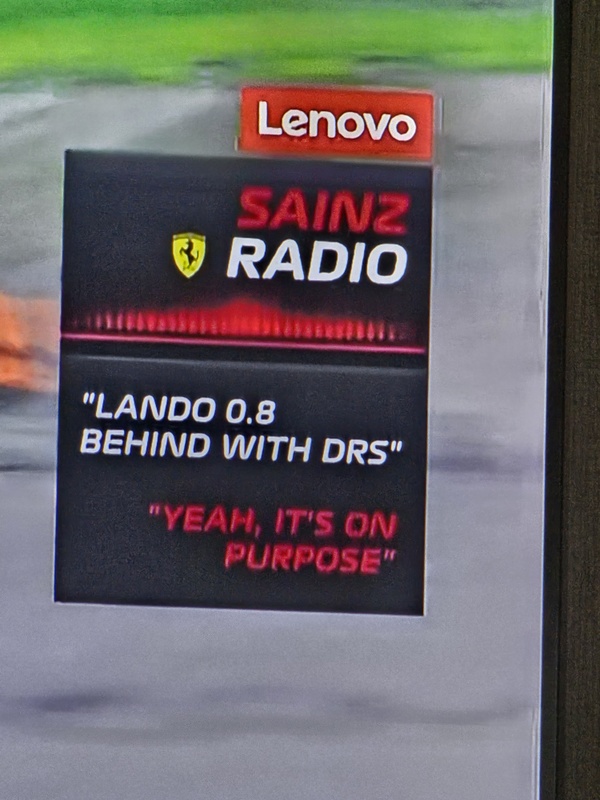 Lenovo
SAINZ
RADIO
"LANDO 0.8
BEHIND WITH DRS"
"YEAH, IT'S ON
PURPOSE"